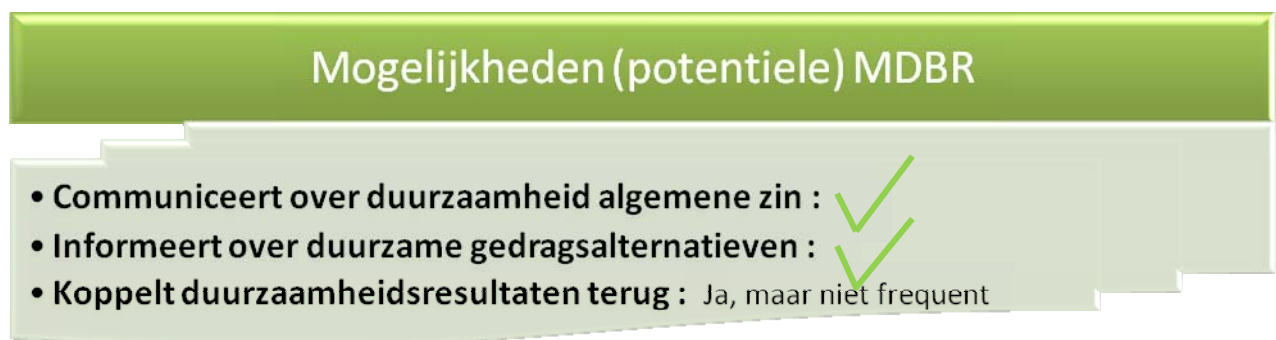 Mogelijkheden (potentiele) MDBR
• Communiceert over duurzaamheid algemene zin :
• Informeert over duurzame gedragsalternatieven :
• Koppelt duurzaamheidsresultaten terug : Ja, maar niet frequent